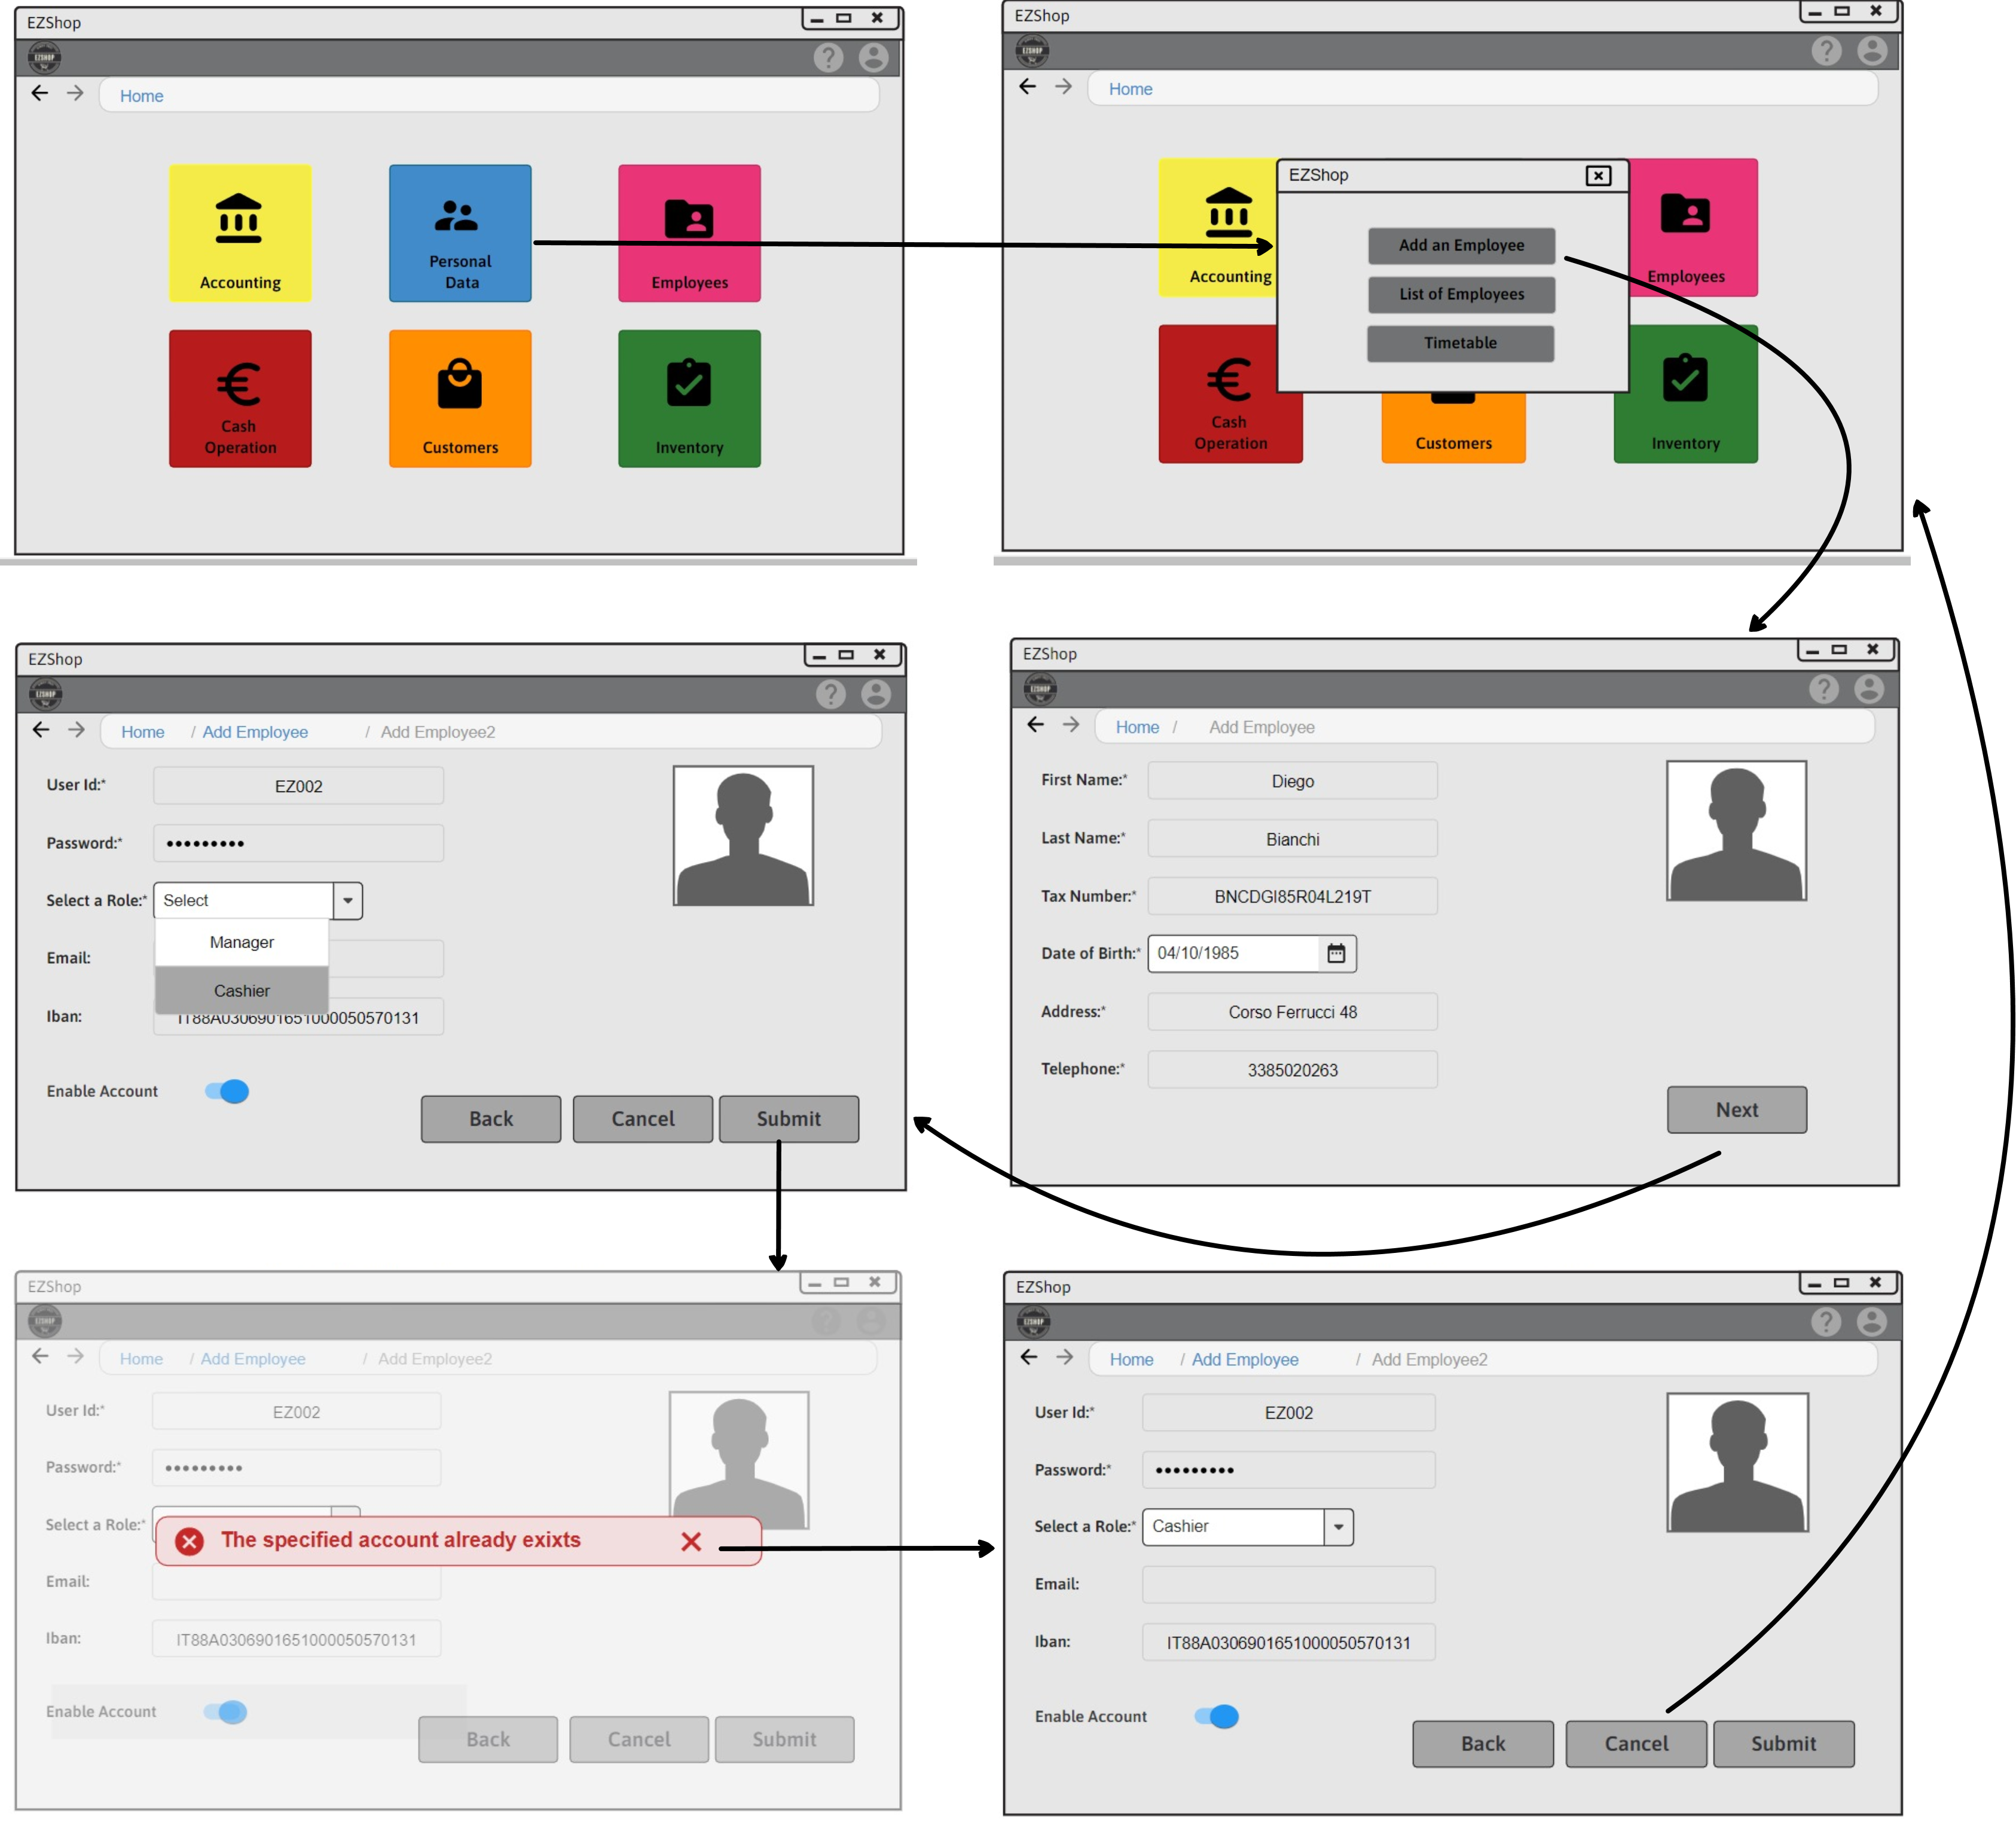 EZShop
EZSHOP
Home
Accounting
Personal
Data
Employees
Cash
Operation
Customers
Inventory
EZShop
EZSHOP
Home
Accounting
Employees
EZShop
Add an Employee
List of Employees
Timetable
Cash
Operation
Customers
Inventory
EZShop
EZSHOP
Home / Add Employee / Add Employee2
User Id:* EZ002
Password:* •••••••••
Select a Role:* Select
Manager
Email:
Cashier
Iban: IT88A0306901651000050570131
Enable Account
Back Cancel Submit
EZShop
EZSHOP
Home / Add Employee
First Name:* Diego
Last Name:* Bianchi
Tax Number:* BNCDGI85R04L219T
Date of Birth:* 04/10/1985
Address:* Corso Ferrucci 48
Telephone:* 3385020263
Next
EZShop
EZSHOP
Home / Add Employee / Add Employee2
User Id:* EZ002
Password:* •••••••••
Select a Role:*
The specified account already exixts
Email:
Iban: IT88A0306901651000050570131
Enable Account
Back Cancel Submit
EZShop
EZSHOP
Home / Add Employee / Add Employee2
User Id:* EZ002
Password:* •••••••••
Select a Role:* Cashier
Email:
Iban: IT88A0306901651000050570131
Enable Account
Back Cancel Submit